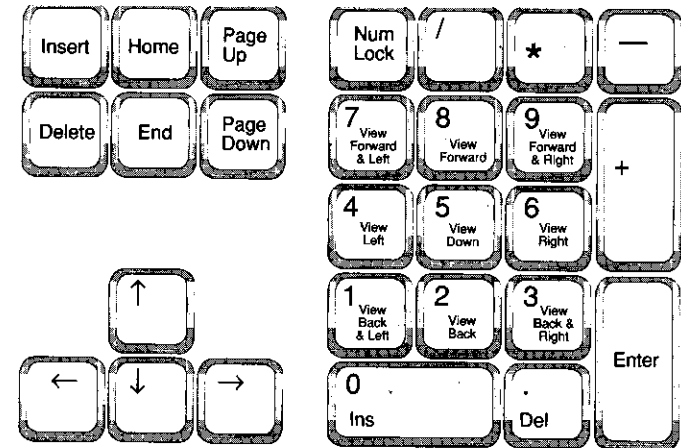 Insert
Home
Page
Up
Delete
End
Page
Down
↑
←
↓
→
Num
Lock
/
*
—
7
View
Forward
& Left
8
View
Forward
9
View
Forward
& Right
+
4
View
Left
5
View
Down
6
View
Right
1
View
Back
& Left
2
View
Back
3
View
Back &
Right
Enter
0
Ins
.
Del